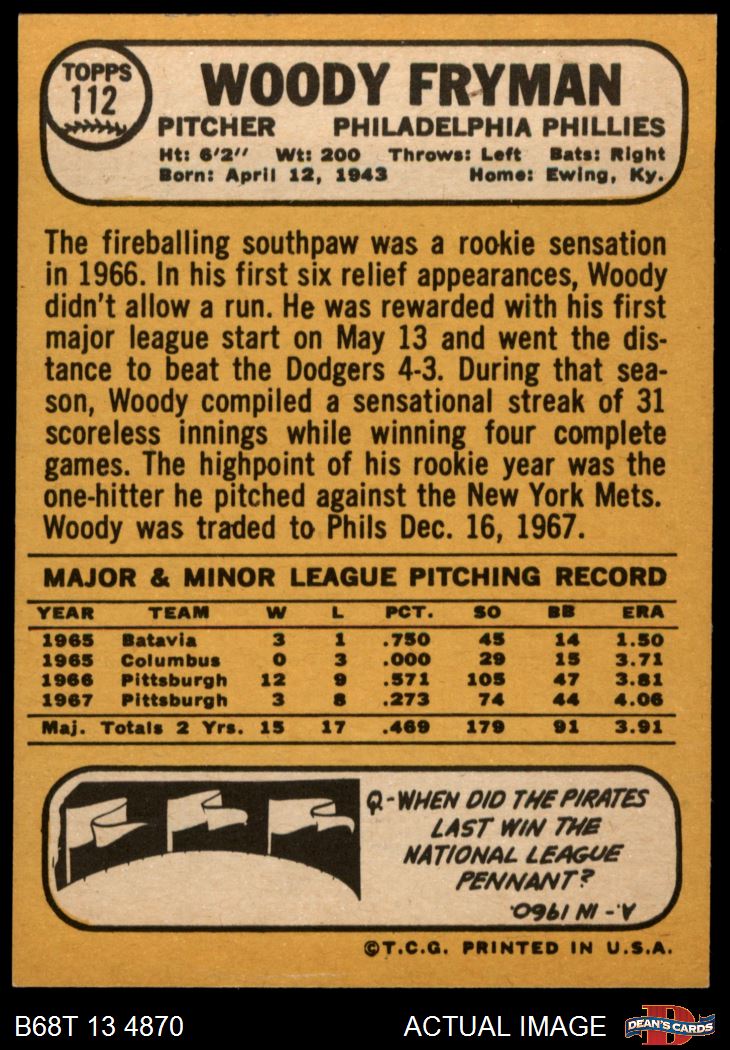 TOPPS
112
WOODY FRYMAN
PITCHER PHILADELPHIA PHILLIES
Ht: 6'2" Wt: 200 Throws: Left Bats: Right
Born: April 12, 1943 Home: Ewing, Ky.
The fireballing southpaw was a rookie sensation
in 1966. In his first six relief appearances, Woody
didn't allow a run. He was rewarded with his first
major league start on May 13 and went the dis-
tance to beat the Dodgers 4-3. During that sea-
son, Woody compiled a sensational streak of 31
scoreless innings while winning four complete
games. The highpoint of his rookie year was the
one-hitter he pitched against the New York Mets.
Woody was traded to Phils Dec. 16, 1967.
MAJOR & MINOR LEAGUE PITCHING RECORD
YEAR TEAM W L PCT. SO BB ERA
1965 Batavia 3 1 .750 45 14 1.50
1965 Columbus 0 3 .000 29 15 3.71
1966 Pittsburgh 12 9 .571 105 47 3.81
1967 Pittsburgh 3 8 .273 74 44 4.06
Maj. Totals 2 Yrs. 15 17 .469 179 91 3.91
Q-WHEN DID THE PIRATES
LAST WIN THE
NATIONAL LEAGUE
PENNANT?
A.- IN 1960.
©T.C.G. PRINTED IN U.S.A.
B68T 13 4870 ACTUAL IMAGE
D
DEAN'S CARDS